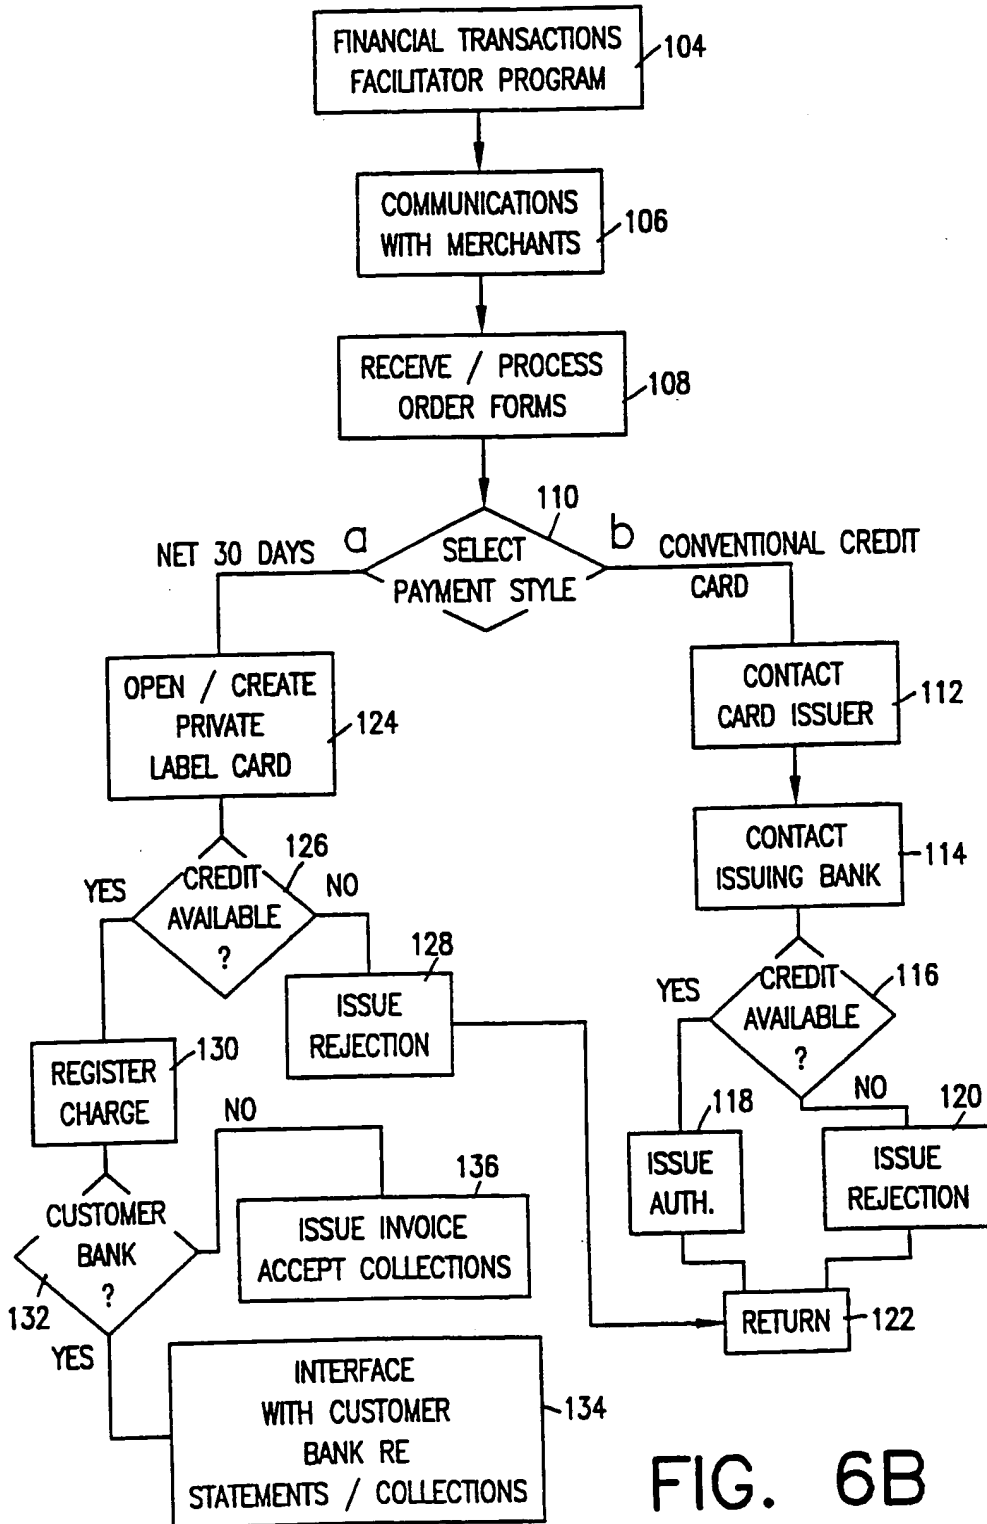 FINANCIAL TRANSACTIONS
FACILITATOR PROGRAM
104
COMMUNICATIONS
WITH MERCHANTS
106
RECEIVE / PROCESS
ORDER FORMS
108
110
NET 30 DAYS
a
SELECT
PAYMENT STYLE
b
CONVENTIONAL CREDIT
CARD
OPEN / CREATE
PRIVATE
LABEL CARD
124
CONTACT
CARD ISSUER
112
CONTACT
ISSUING BANK
114
YES
CREDIT
AVAILABLE
?
126
NO
128
ISSUE
REJECTION
YES
CREDIT
AVAILABLE
?
116
NO
REGISTER
CHARGE
130
NO
118
ISSUE
AUTH.
120
ISSUE
REJECTION
CUSTOMER
BANK
?
132
136
ISSUE INVOICE
ACCEPT COLLECTIONS
RETURN
122
YES
INTERFACE
WITH CUSTOMER
BANK RE
STATEMENTS / COLLECTIONS
134
FIG. 6B